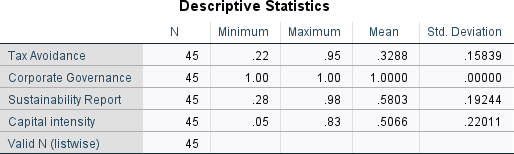 Descriptive Statistics
N Minimum Maximum Mean Std. Deviation
Tax Avoidance 45 .22 .95 .3288 .15839
Corporate Governance 45 1.00 1.00 1.0000 .00000
Sustainability Report 45 .28 .98 .5803 .19244
Capital intensity 45 .05 .83 .5066 .22011
Valid N (listwise) 45